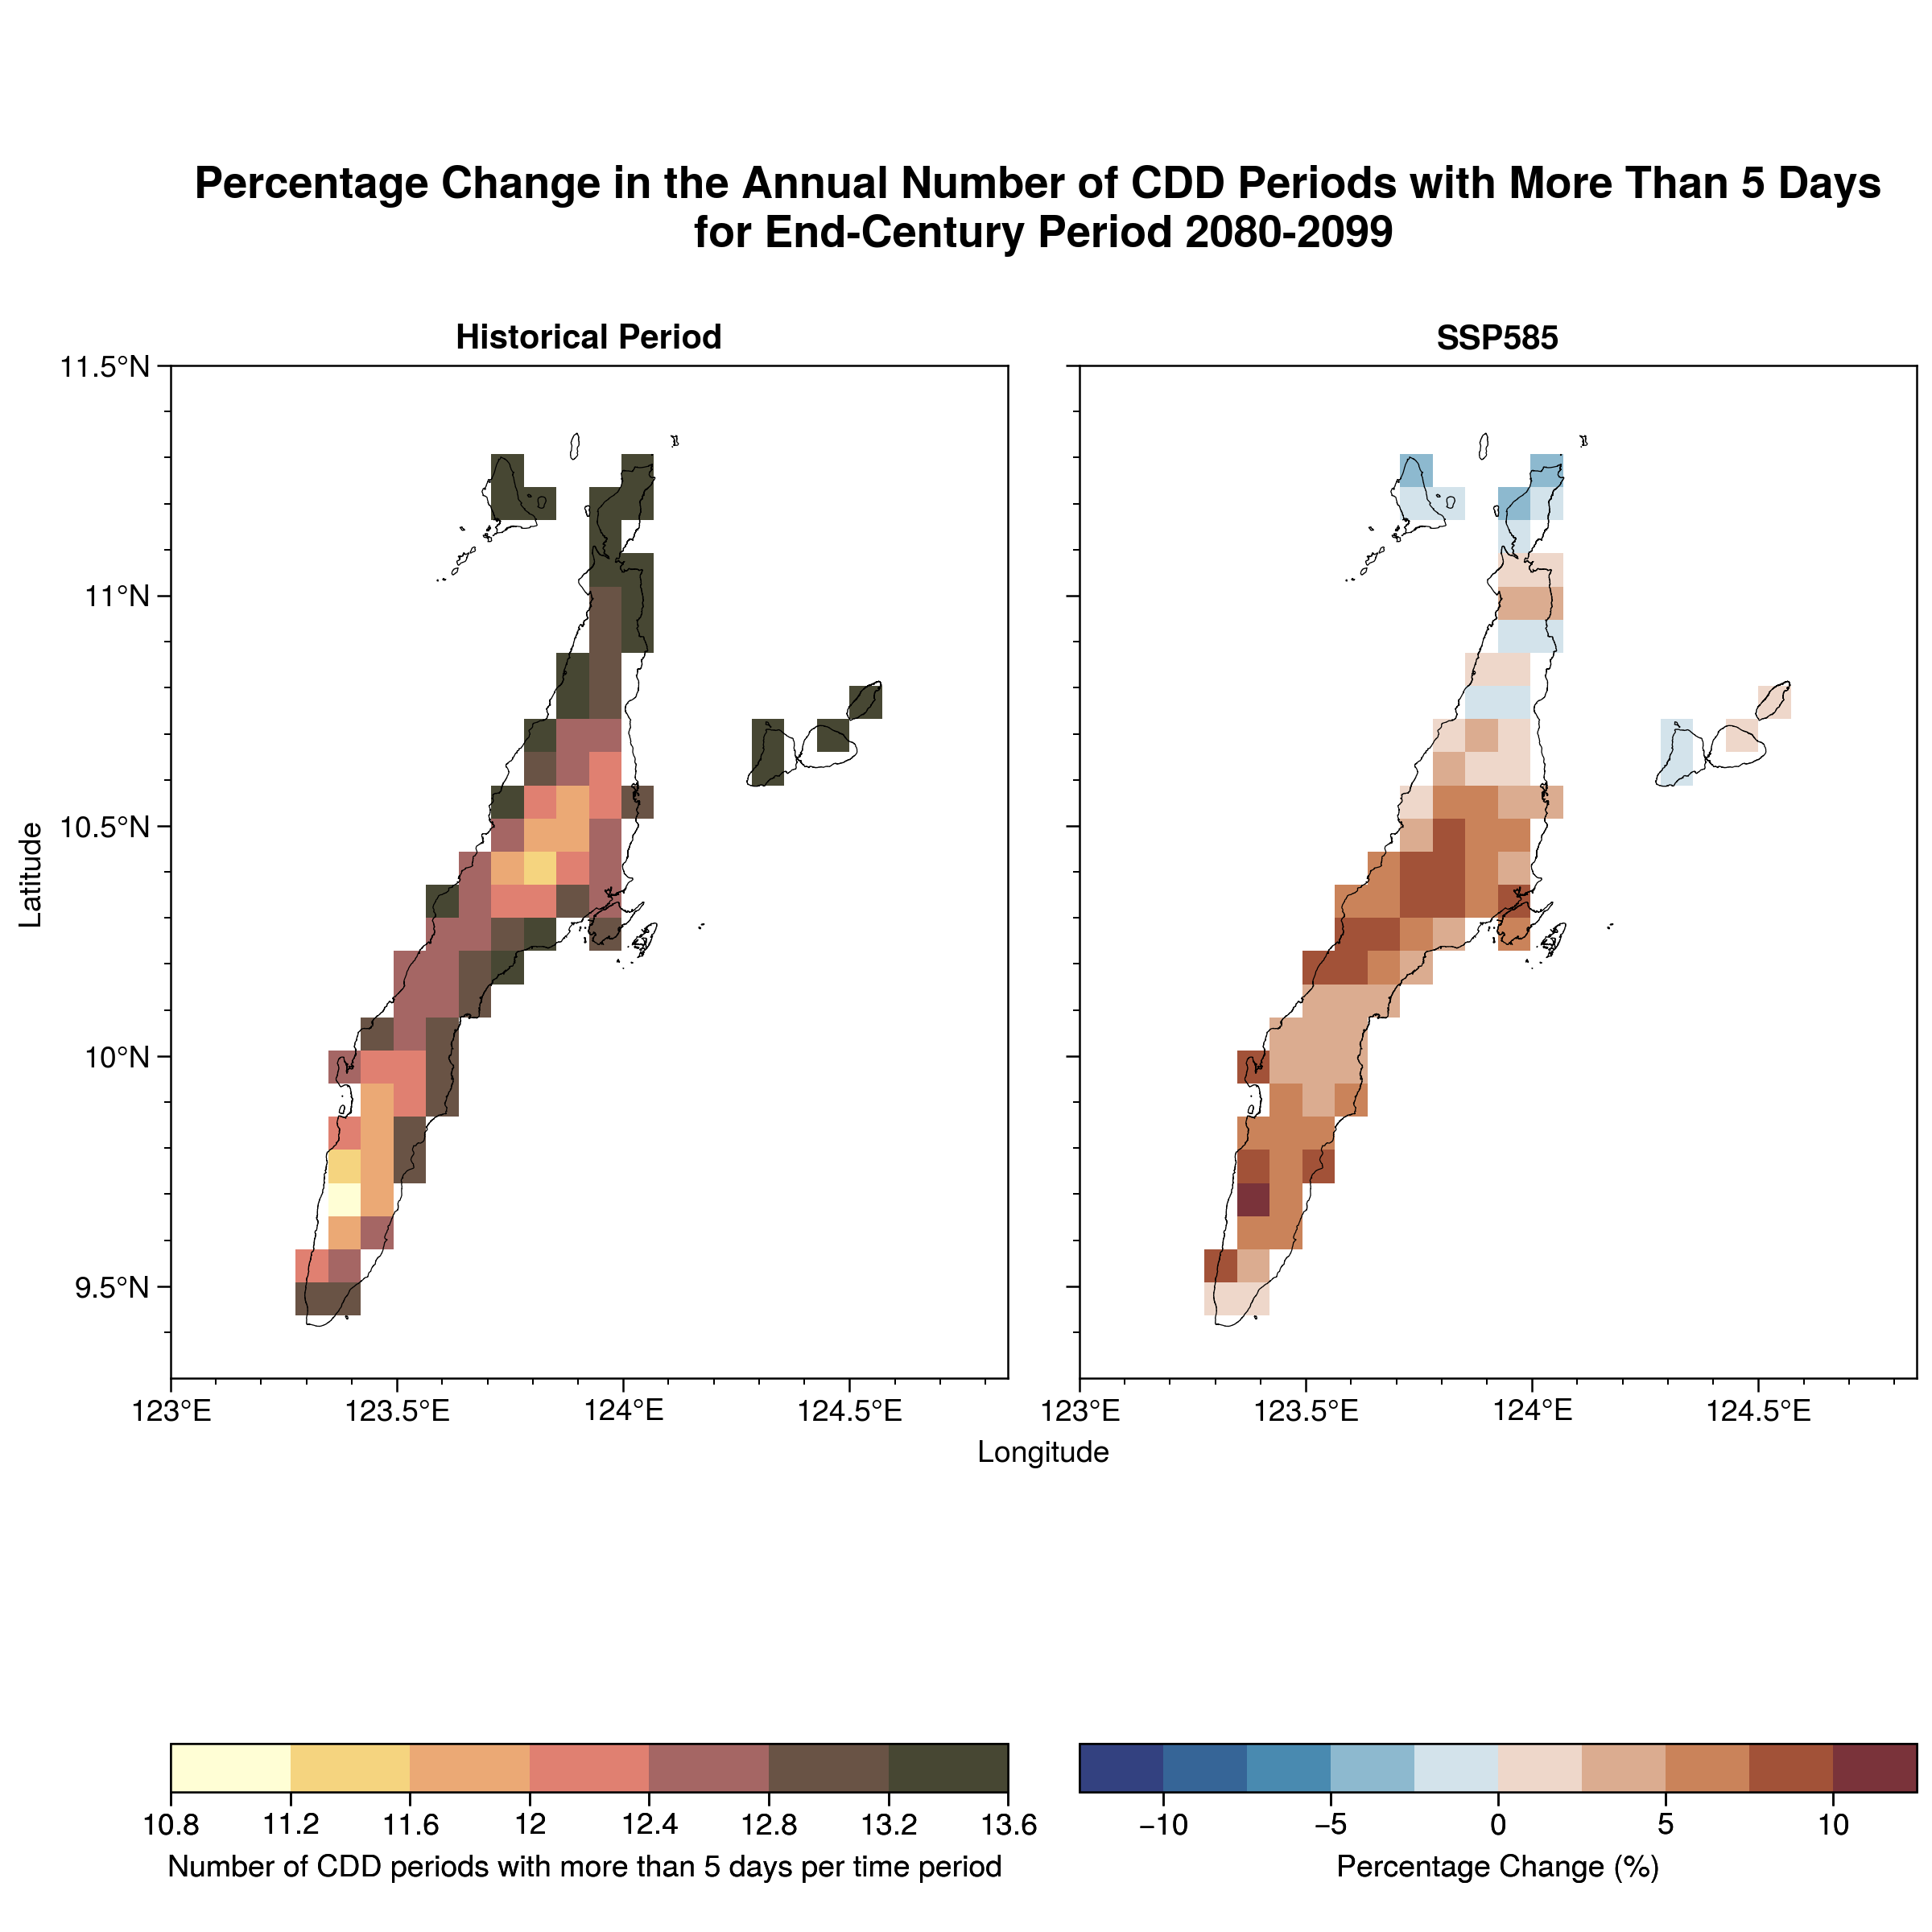 Percentage Change in the Annual Number of CDD Periods with More Than 5 Days
for End-Century Period 2080-2099
Historical Period
SSP585
11.5°N
11°N
10.5°N
10°N
9.5°N
Latitude
123°E 123.5°E 124°E 124.5°E
123°E 123.5°E 124°E 124.5°E
Longitude
10.8 11.2 11.6 12 12.4 12.8 13.2 13.6
Number of CDD periods with more than 5 days per time period
−10 −5 0 5 10
Percentage Change (%)